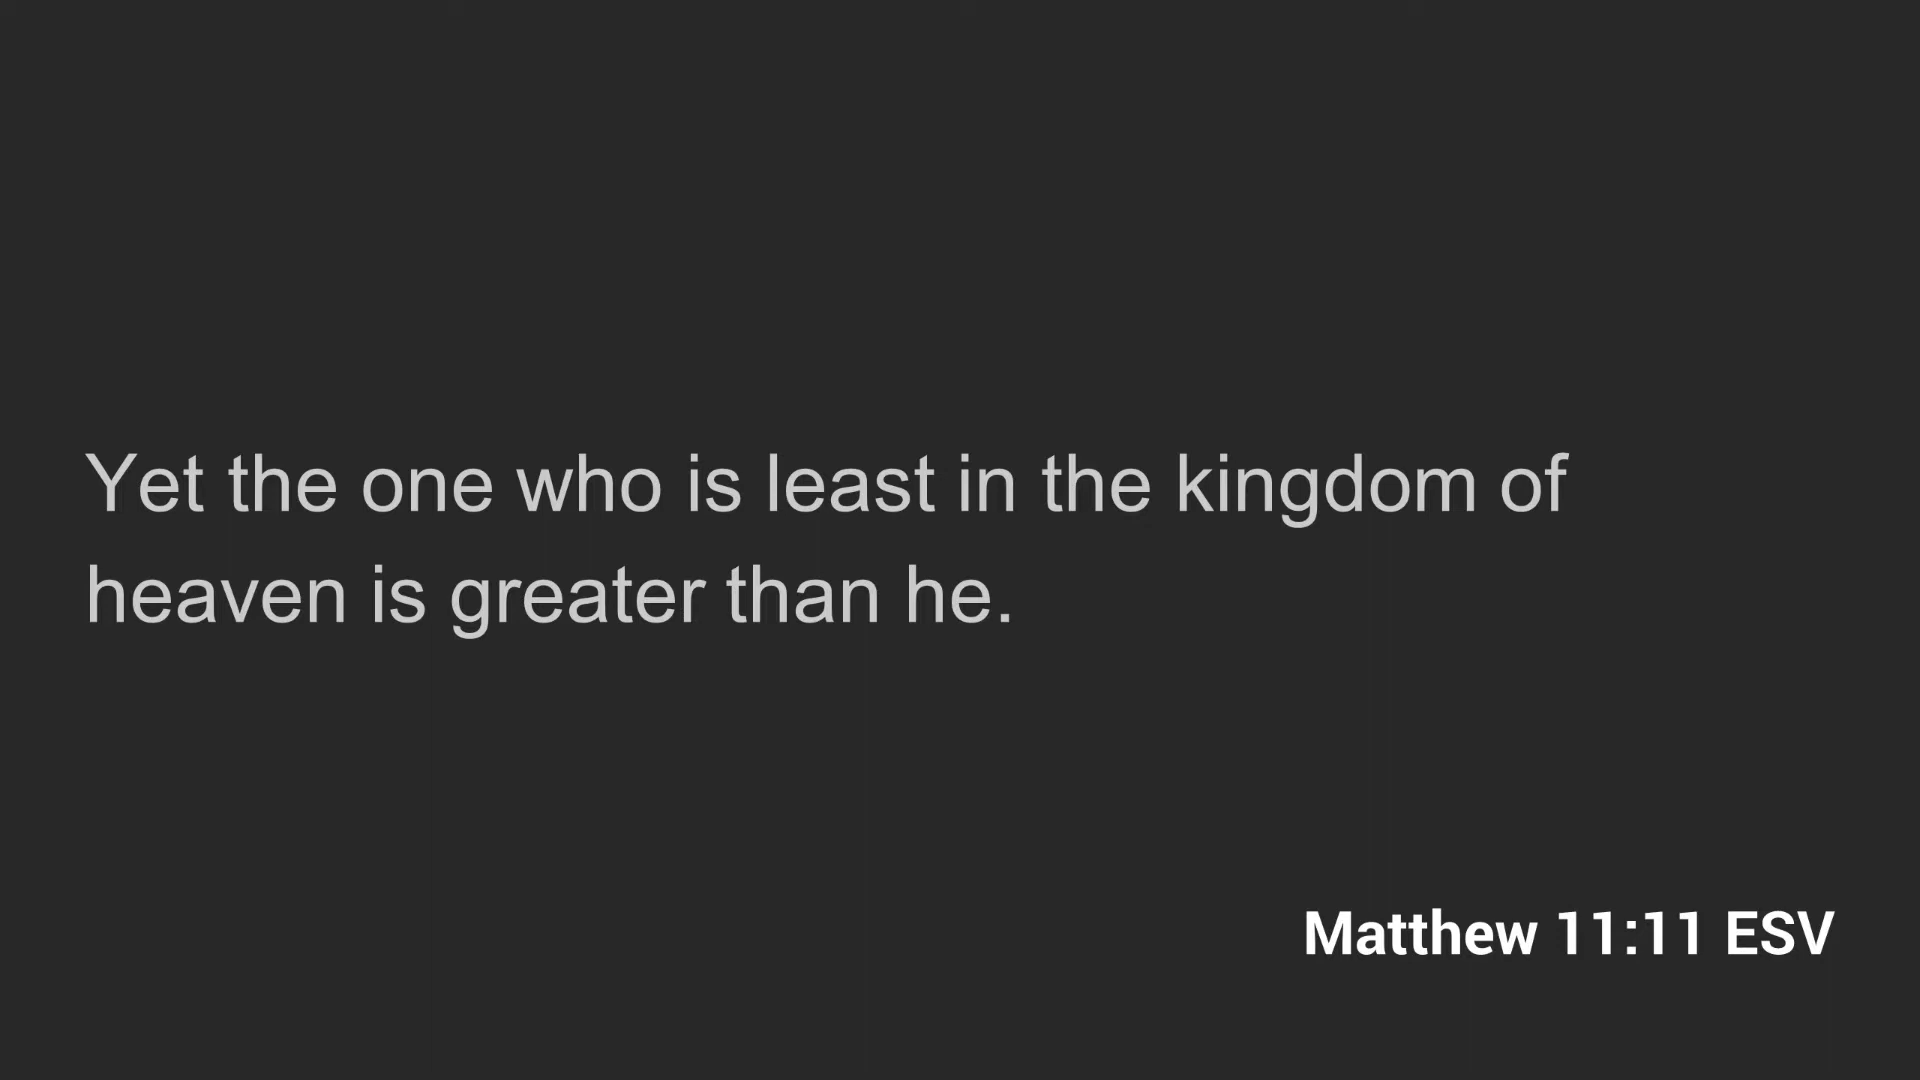 Yet the one who is least in the kingdom of
heaven is greater than he.
Matthew 11:11 ESV